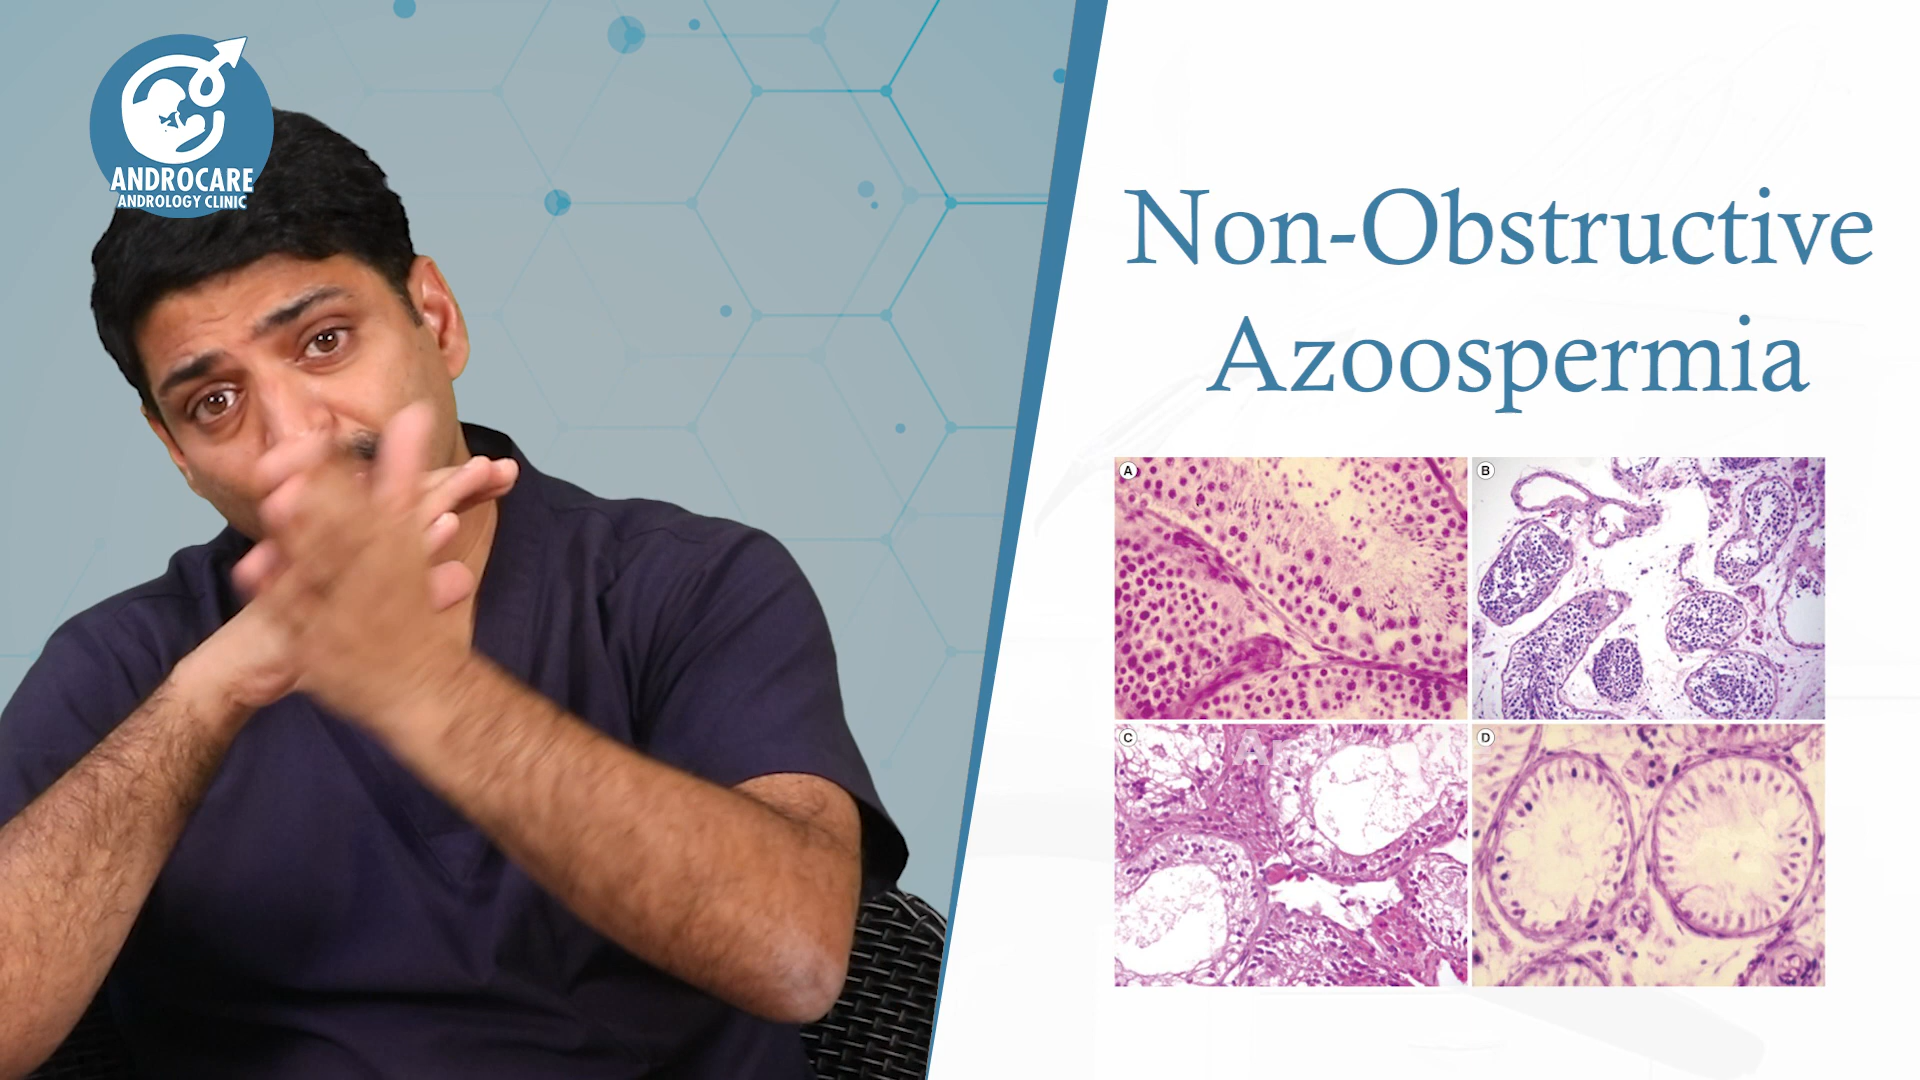 ANDROCARE
ANDROLOGY CLINIC
Non-Obstructive
Azoospermia
A
B
C
D